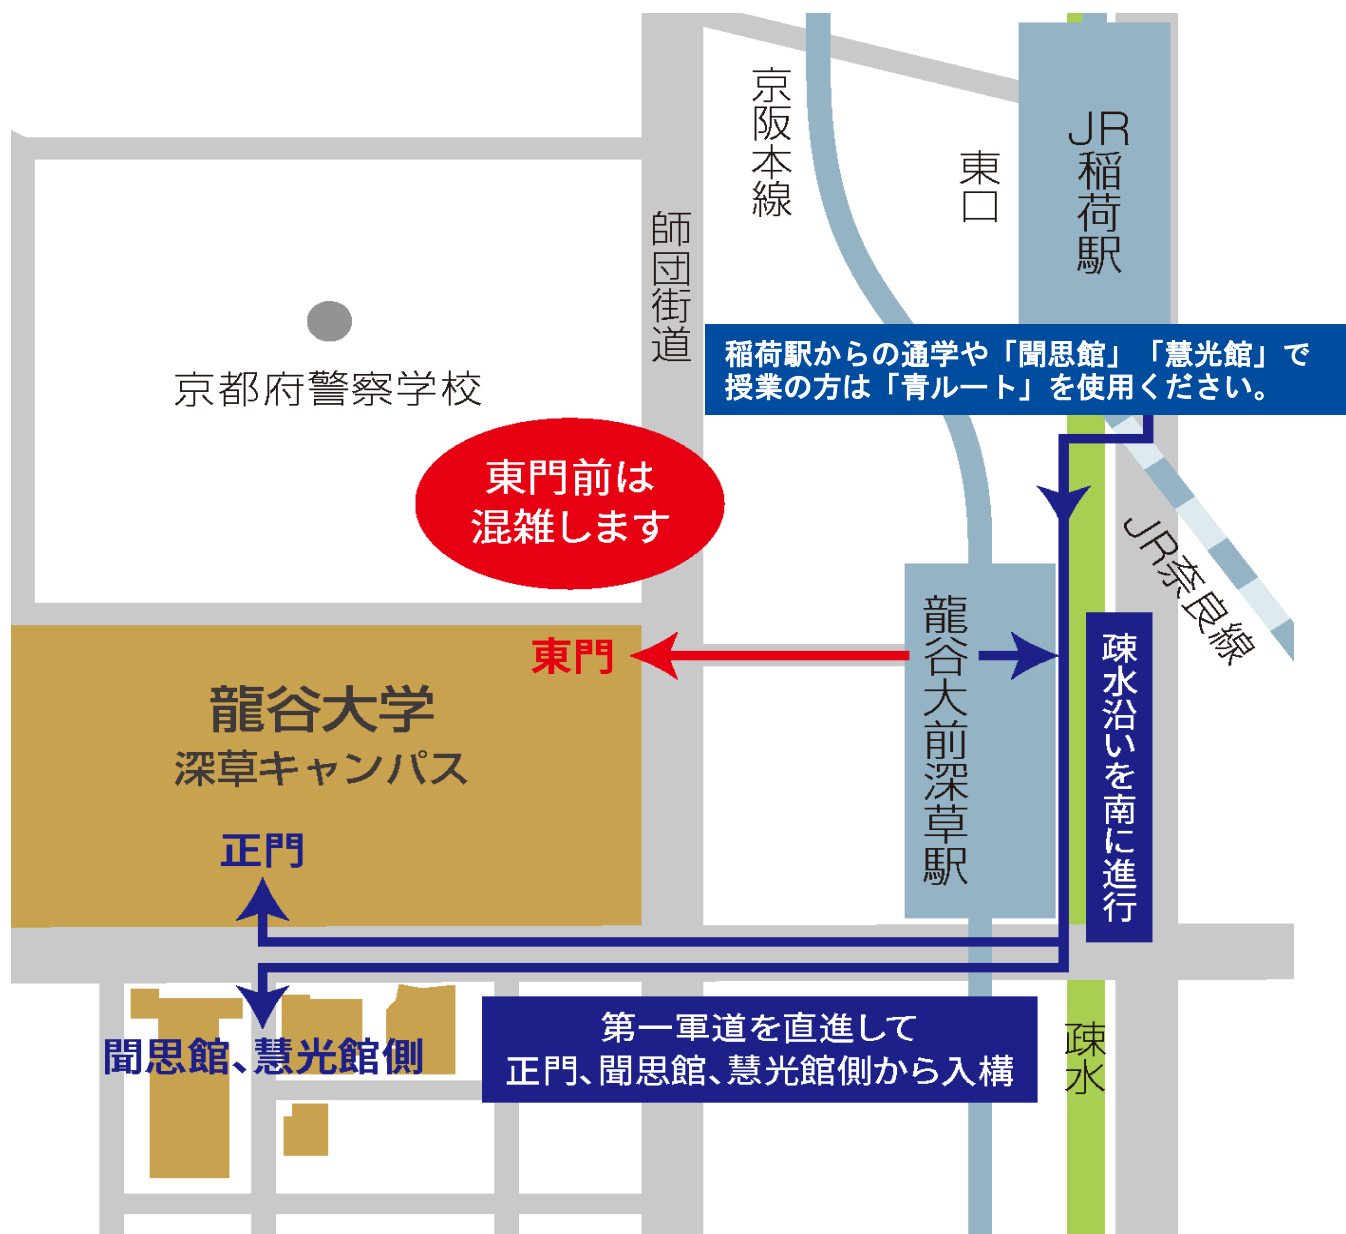 京阪本線
東口
JR
稲荷駅
師団街道
京都府警察学校
稲荷駅からの通学や「聞思館」「慧光館」で
授業の方は「青ルート」を使用ください。
東門前は
混雑します
JR奈良線
東門
龍谷大前深草駅
疎水沿いを南に進行
龍谷大学
深草キャンパス
正門
聞思館、慧光館側
第一軍道を直進して
正門、聞思館、慧光館側から入構
疎水